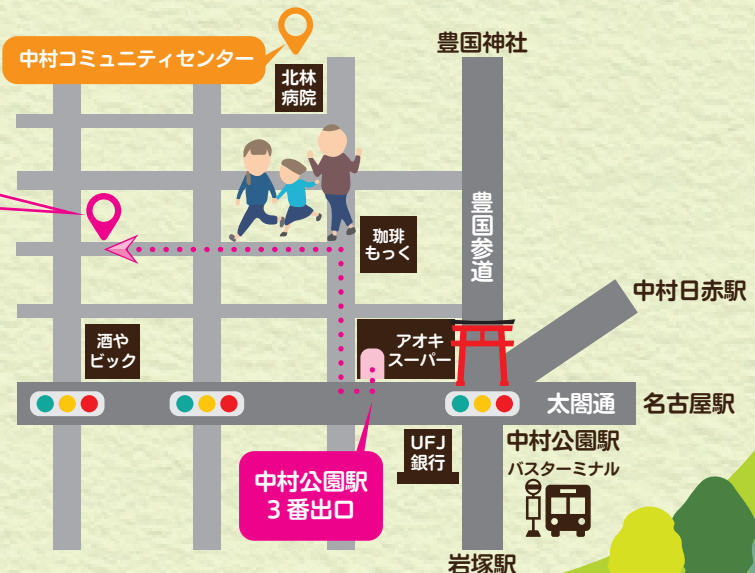 豊国神社
中村コミュニティセンター
北林
病院
豊国参道
珈琲
もっく
中村日赤駅
酒や
ビック
アオキ
スーパー
太閤通
名古屋駅
UFJ
銀行
中村公園駅
バスターミナル
中村公園駅
3番出口
岩塚駅